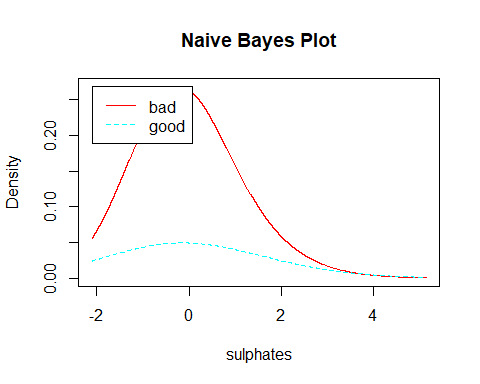 Naive Bayes Plot
bad
good
Density
0.20
0.10
0.00
-2
0
2
4
sulphates